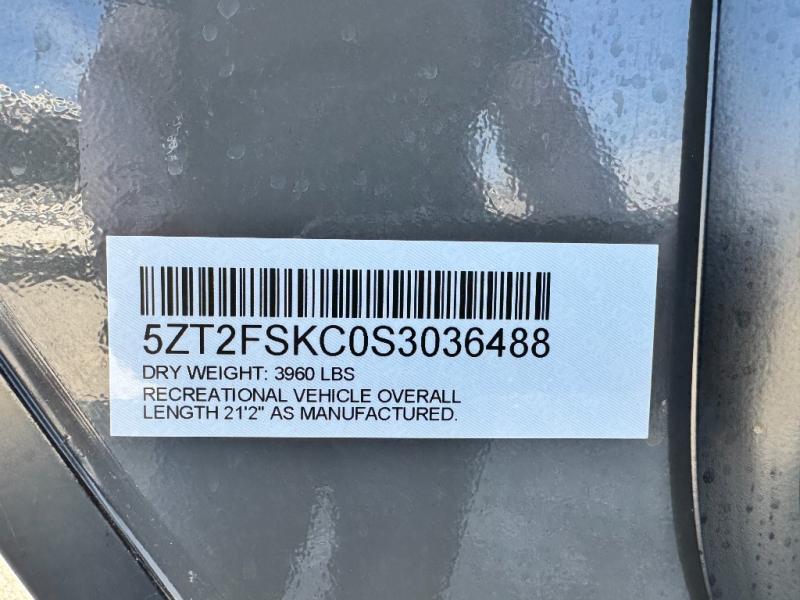 5ZT2FSKC0S3036488
DRY WEIGHT: 3960 LBS
RECREATIONAL VEHICLE OVERALL
LENGTH 21'2" AS MANUFACTURED.